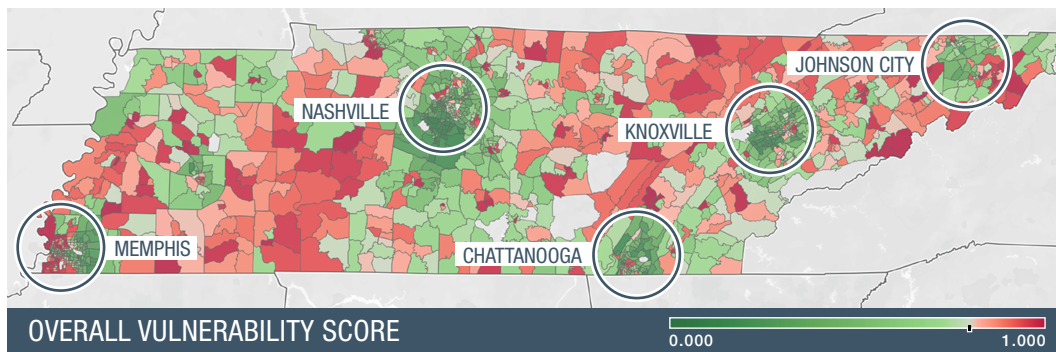 JOHNSON CITY
NASHVILLE
KNOXVILLE
MEMPHIS
CHATTANOOGA
OVERALL VULNERABILITY SCORE
0.000
1.000